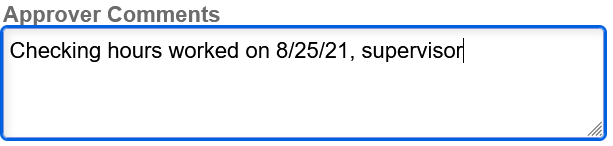 Approver Comments
Checking hours worked on 8/25/21, supervisor